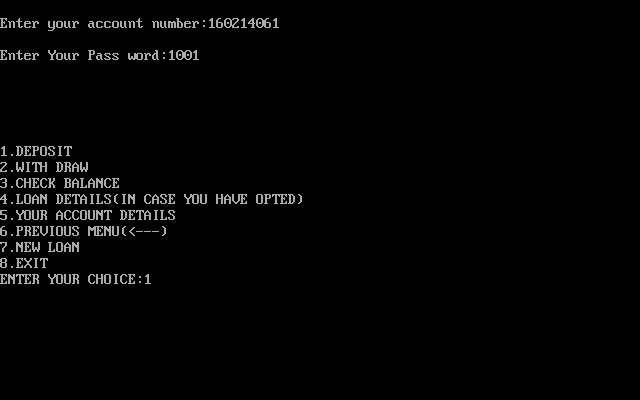 Enter your account number:160214061
Enter Your Pass word:1001
1.DEPOSIT
2.WITH DRAW
3.CHECK BALANCE
4.LOAN DETAILS(IN CASE YOU HAVE OPTED)
5.YOUR ACCOUNT DETAILS
6.PREVIOUS MENU(<---)
7.NEW LOAN
8.EXIT
ENTER YOUR CHOICE:1